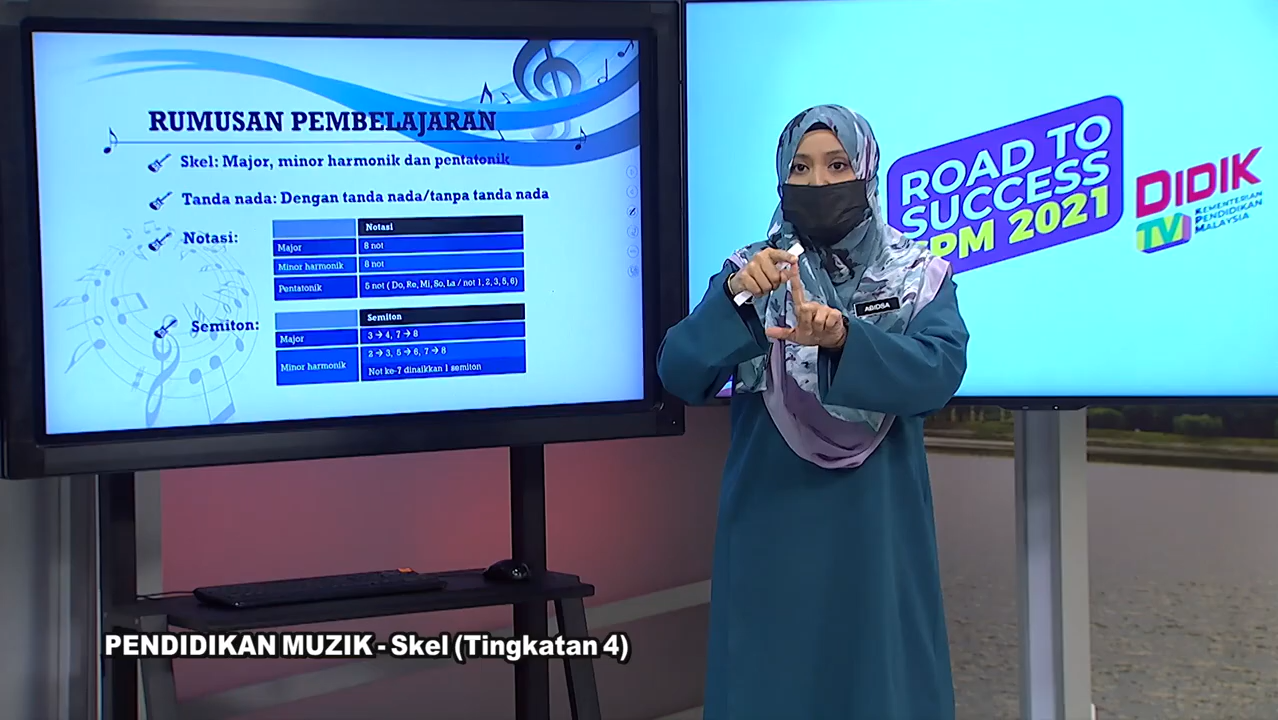 RUMUSAN PEMBELAJARAN
Skel: Major, minor harmonik dan pentatonik
Tanda nada: Dengan tanda nada/tanpa tanda nada
Notasi:
Notasi
Major 8 not
Minor harmonik 8 not
Pentatonik 5 not ( Do, Re, Mi, So, La / not 1, 2, 3, 5, 6)
Semiton:
Semiton
Major 3 → 4, 7 → 8
Minor harmonik 2 → 3, 5 → 6, 7 → 8
Not ke-7 dinaikkan 1 semiton
ROAD TO
SUCCESS
SPM 2021
DIDIK
TV
KEMENTERIAN
PENDIDIKAN
MALAYSIA
ABIDSA
PENDIDIKAN MUZIK - Skel (Tingkatan 4)